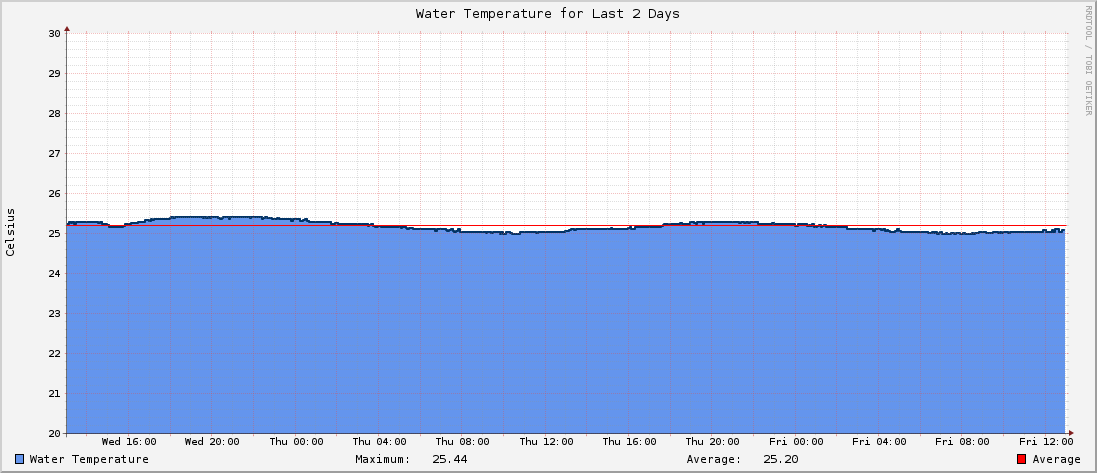 Water Temperature for Last 2 Days
RRDTOOL / TOBI OETIKER
Celsius
30
29
28
27
26
25
24
23
22
21
20
Wed 16:00 Wed 20:00 Thu 00:00 Thu 04:00 Thu 08:00 Thu 12:00 Thu 16:00 Thu 20:00 Fri 00:00 Fri 04:00 Fri 08:00 Fri 12:00
Water Temperature Maximum: 25.44 Average: 25.20 Average